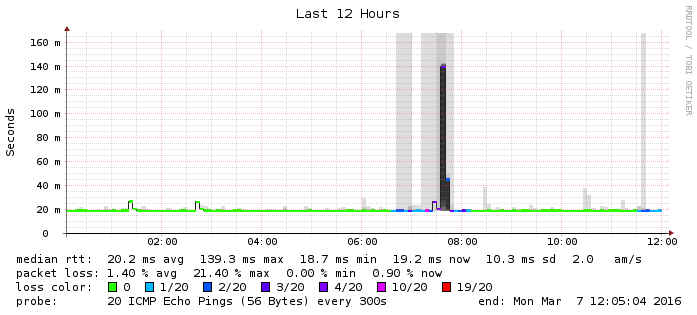 Last 12 Hours
RRDTOOL / TOBI OETIKER
Seconds
160 m
140 m
120 m
100 m
80 m
60 m
40 m
20 m
0
02:00 04:00 06:00 08:00 10:00 12:00
median rtt: 20.2 ms avg 139.3 ms max 18.7 ms min 19.2 ms now 10.3 ms sd 2.0 am/s
packet loss: 1.40 % avg 21.40 % max 0.00 % min 0.90 % now
loss color: 0 1/20 2/20 3/20 4/20 10/20 19/20
probe: 20 ICMP Echo Pings (56 Bytes) every 300s end: Mon Mar 7 12:05:04 2016